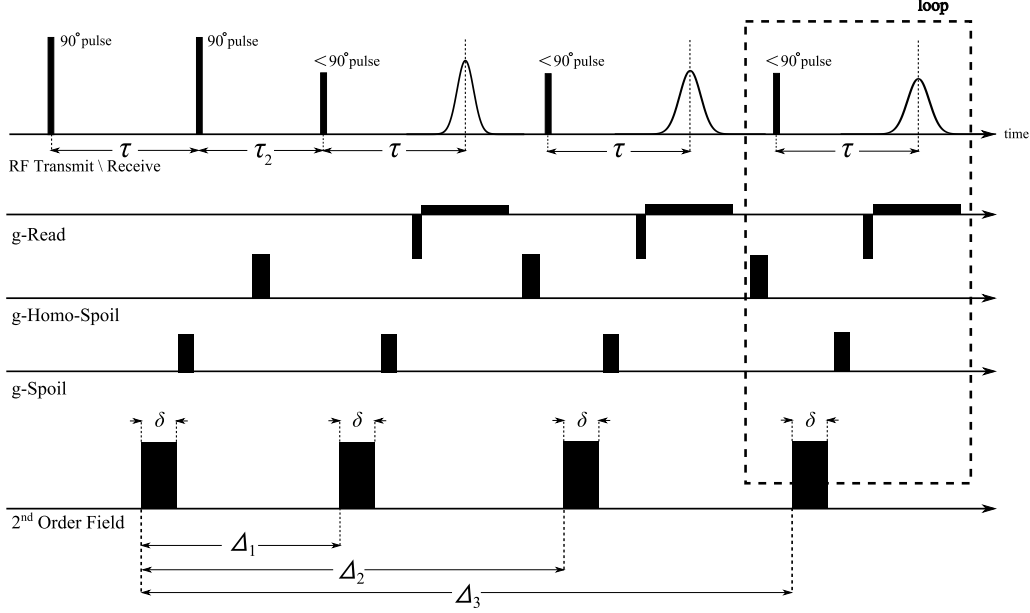 loop
90°pulse
90°pulse
<90°pulse
<90°pulse
<90°pulse
time
τ
τ₂
τ
τ
τ
RF Transmit \ Receive
g-Read
g-Homo-Spoil
g-Spoil
δ
δ
δ
δ
2nd Order Field
Δ₁
Δ₂
Δ₃